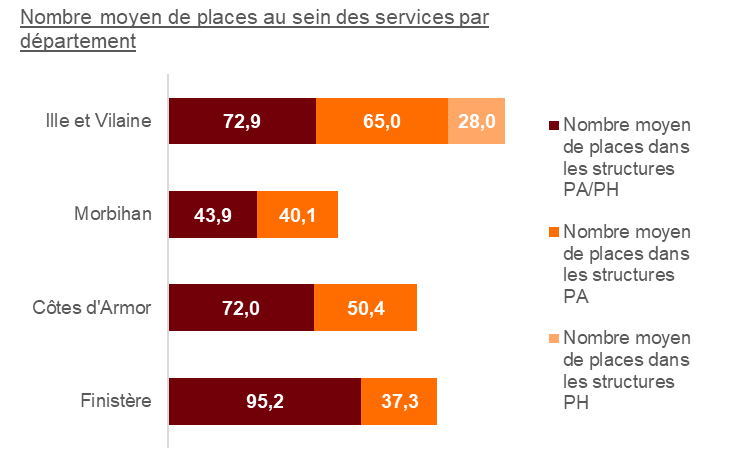 Nombre moyen de places au sein des services par
département
Ille et Vilaine
72,9
65,0
28,0
Morbihan
43,9
40,1
Côtes d'Armor
72,0
50,4
Finistère
95,2
37,3
Nombre moyen
de places dans
les structures
PA/PH
Nombre moyen
de places dans
les structures
PA
Nombre moyen
de places dans
les structures
PH